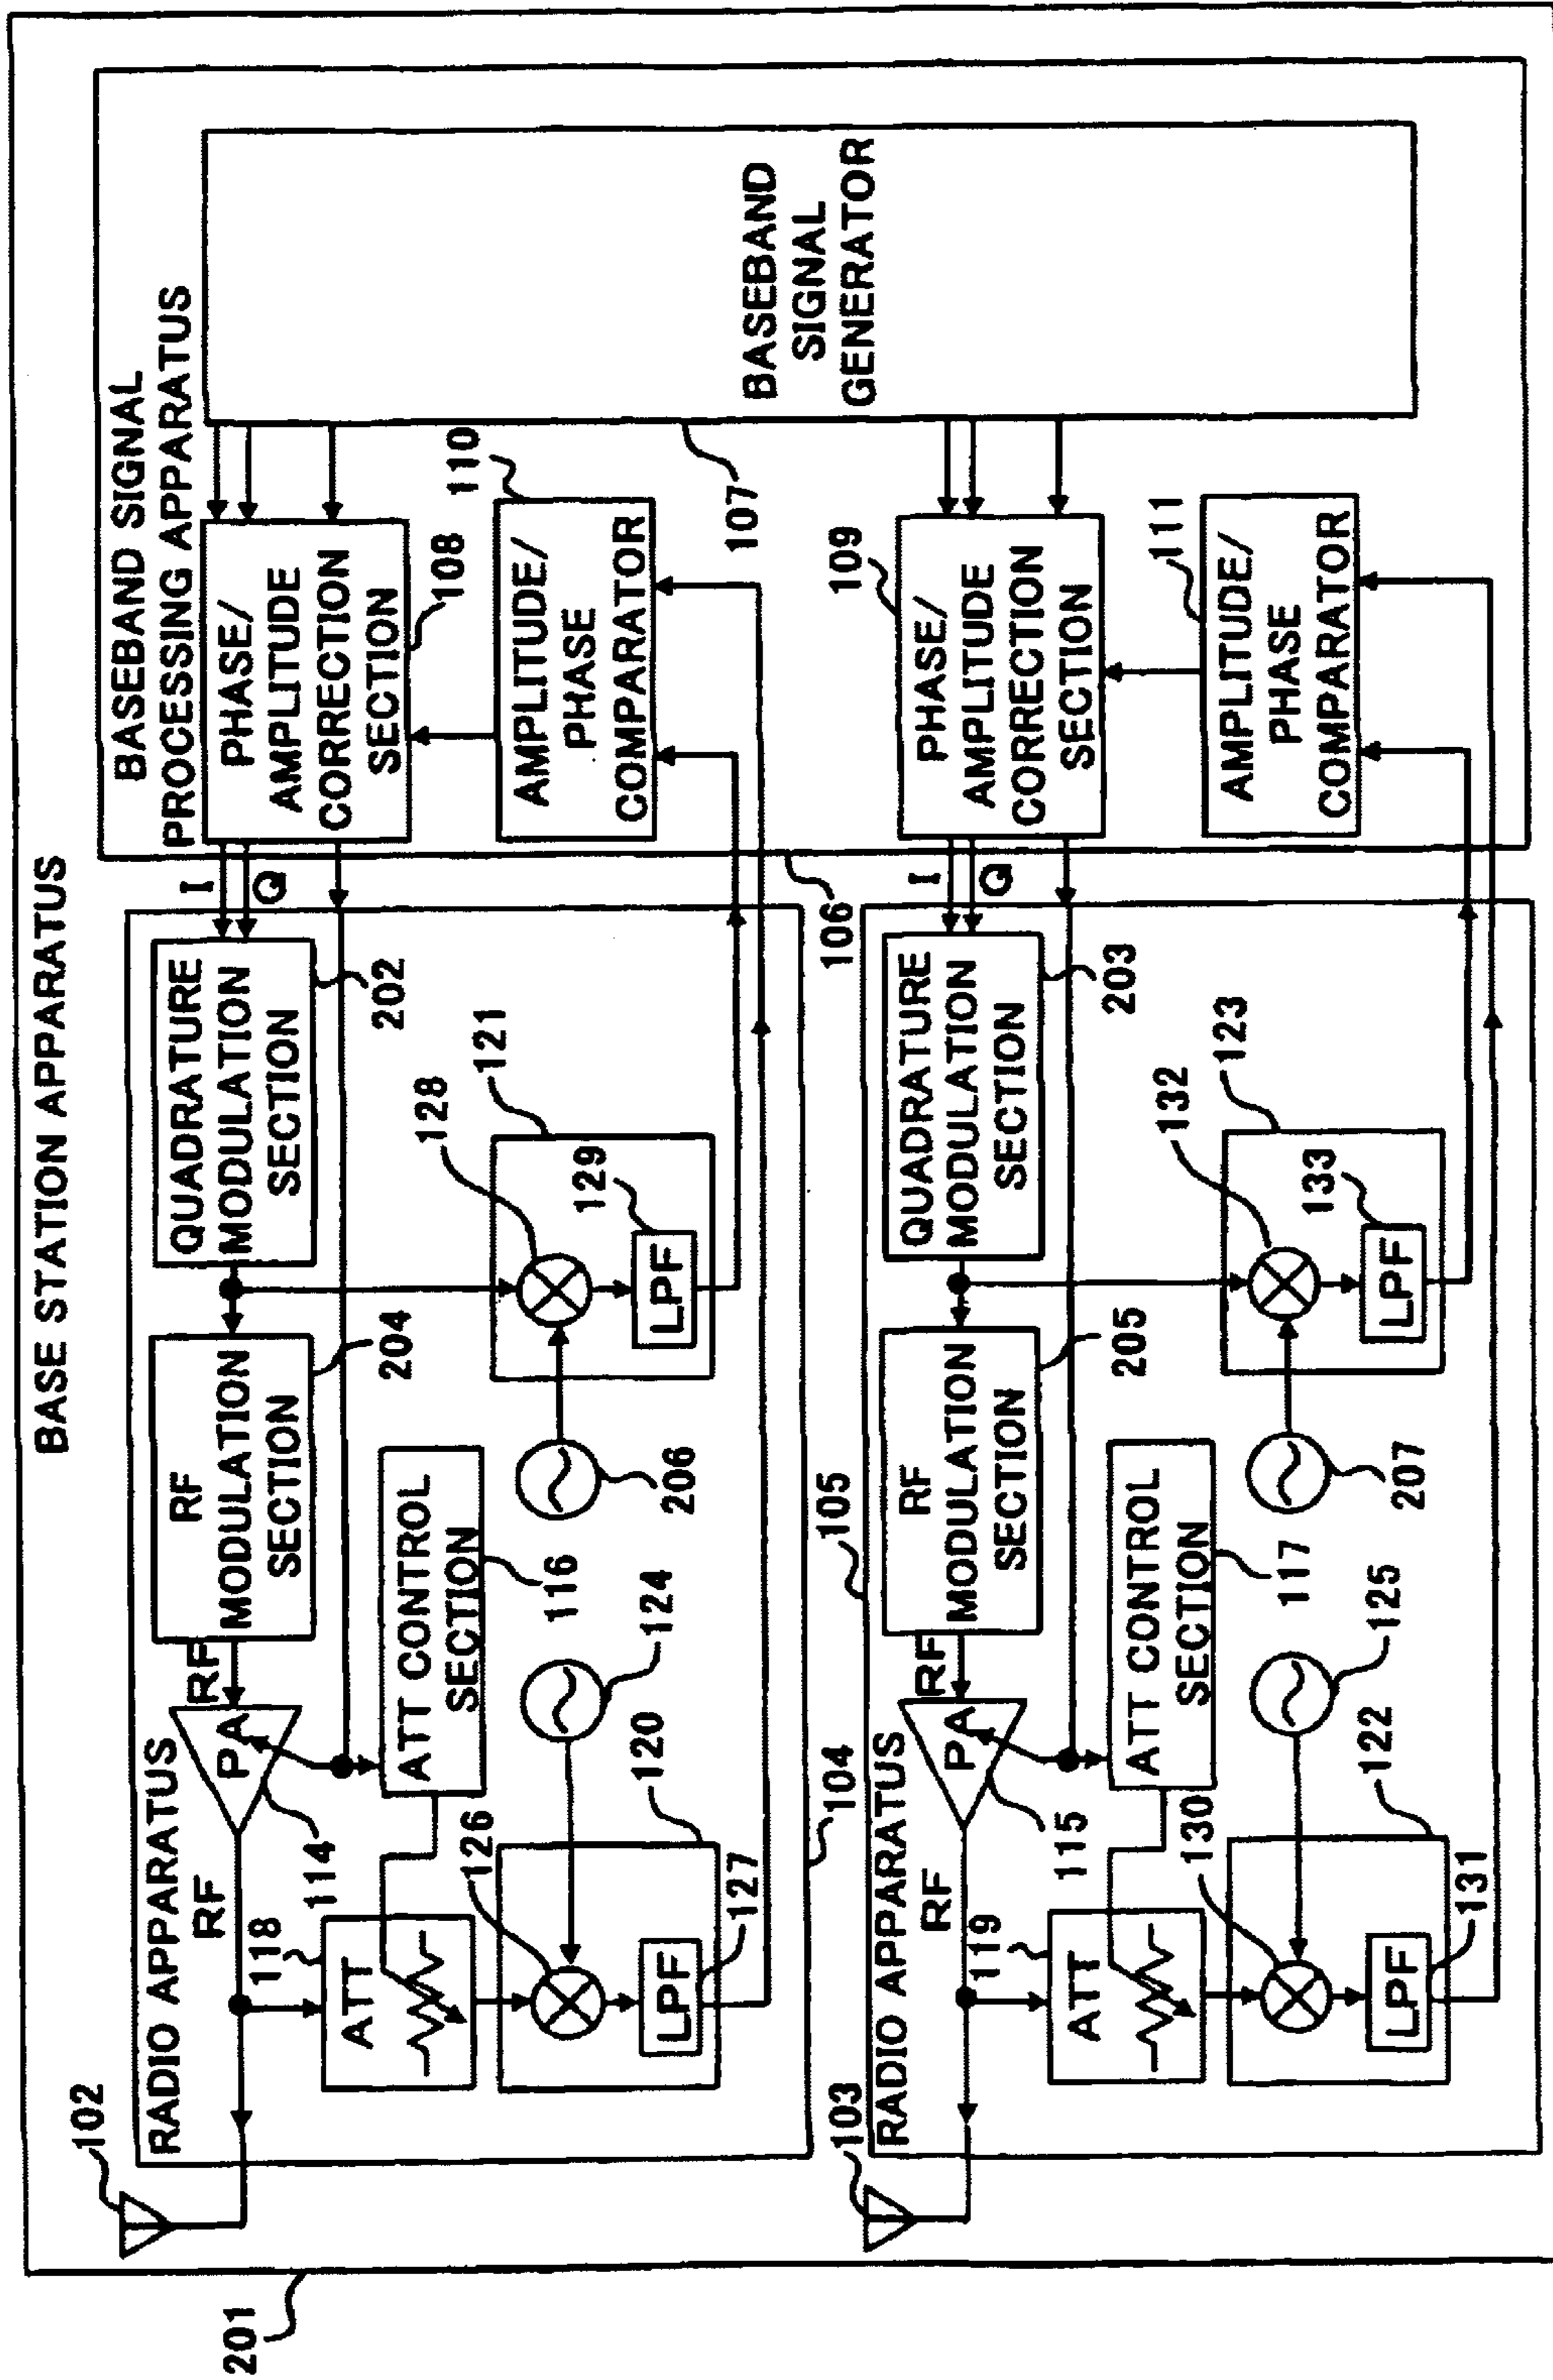 BASE STATION APPARATUS
201
102
RADIO APPARATUS
RF
114
PA
RF
RF
MODULATION
SECTION
204
QUADRATURE
MODULATION
SECTION
202
I
Q
118
ATT
ATT CONTROL
SECTION
116
126
120
124
206
128
121
129
LPF
127
LPF
104
BASEBAND SIGNAL
PROCESSING APPARATUS
PHASE/
AMPLITUDE
CORRECTION
SECTION
108
110
AMPLITUDE/
PHASE
COMPARATOR
107
BASEBAND
SIGNAL
GENERATOR
106
103
RADIO APPARATUS
105
RF
115
PA
RF
RF
MODULATION
SECTION
205
QUADRATURE
MODULATION
SECTION
203
I
Q
119
ATT
ATT CONTROL
SECTION
117
130
122
125
207
132
123
133
LPF
131
LPF
109
PHASE/
AMPLITUDE
CORRECTION
SECTION
111
AMPLITUDE/
PHASE
COMPARATOR